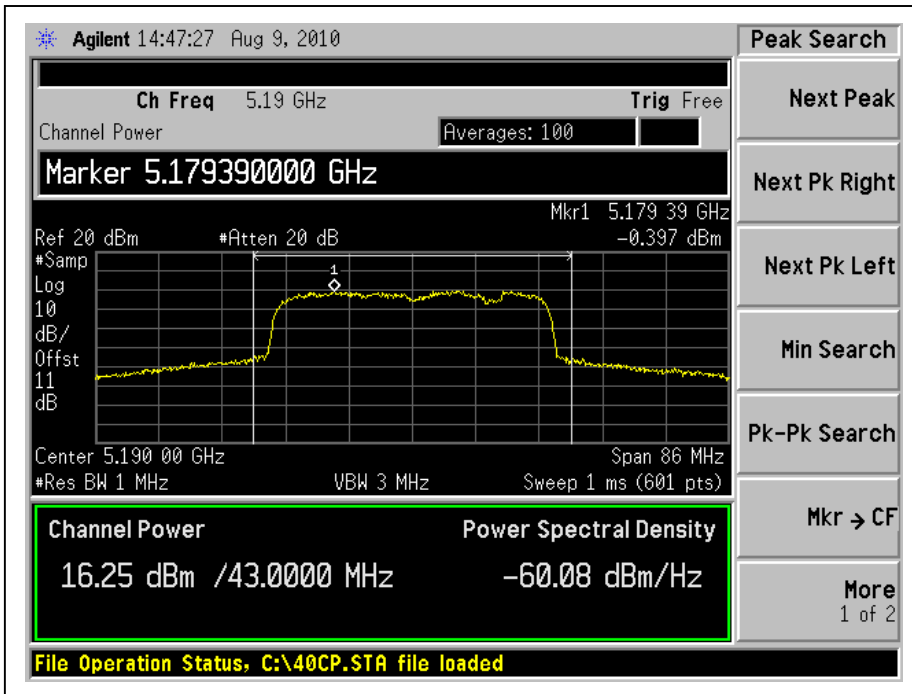 Agilent 14:47:27 Aug 9, 2010
Peak Search
Ch Freq 5.19 GHz Trig Free
Channel Power Averages: 100
Marker 5.179390000 GHz
Mkr1 5.179 39 GHz
Ref 20 dBm #Atten 20 dB -0.397 dBm
#Samp
Log
10
dB/
Offst
11
dB
1
Center 5.190 00 GHz Span 86 MHz
#Res BW 1 MHz VBW 3 MHz Sweep 1 ms (601 pts)
Channel Power Power Spectral Density
16.25 dBm /43.0000 MHz -60.08 dBm/Hz
File Operation Status, C:\40CP.STA file loaded
Next Peak
Next Pk Right
Next Pk Left
Min Search
Pk-Pk Search
Mkr → CF
More
1 of 2